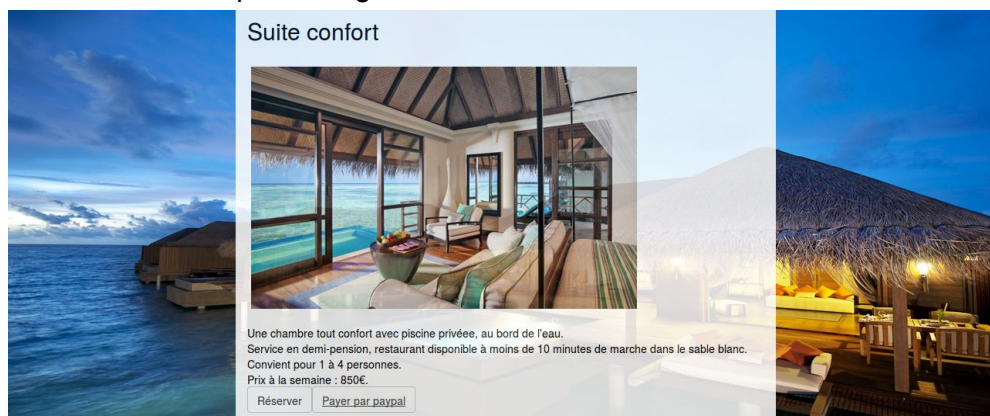 Suite confort
Une chambre tout confort avec piscine privéee, au bord de l'eau.
Service en demi-pension, restaurant disponible à moins de 10 minutes de marche dans le sable blanc.
Convient pour 1 à 4 personnes.
Prix à la semaine : 850€.
Réserver Payer par paypal